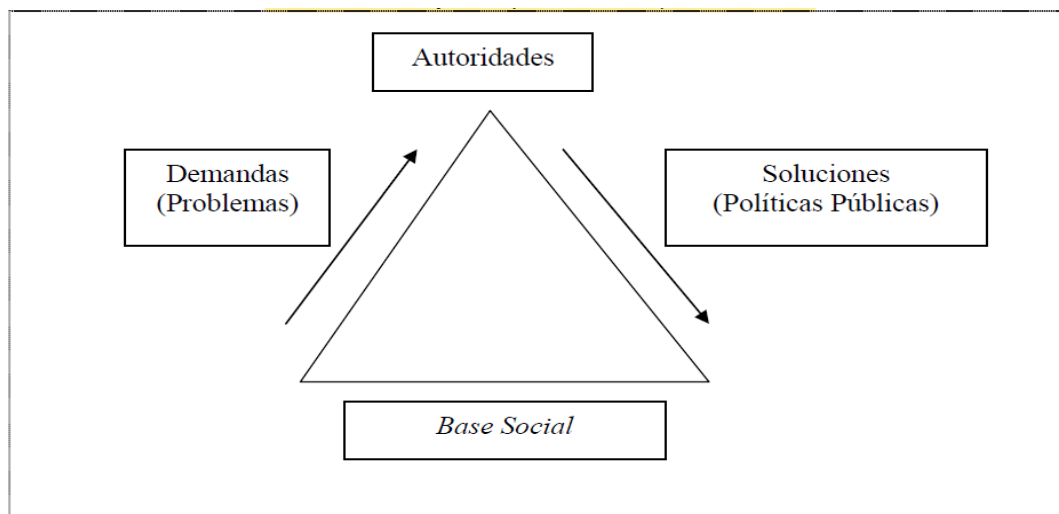 Autoridades
Demandas
(Problemas)
Soluciones
(Políticas Públicas)
Base Social